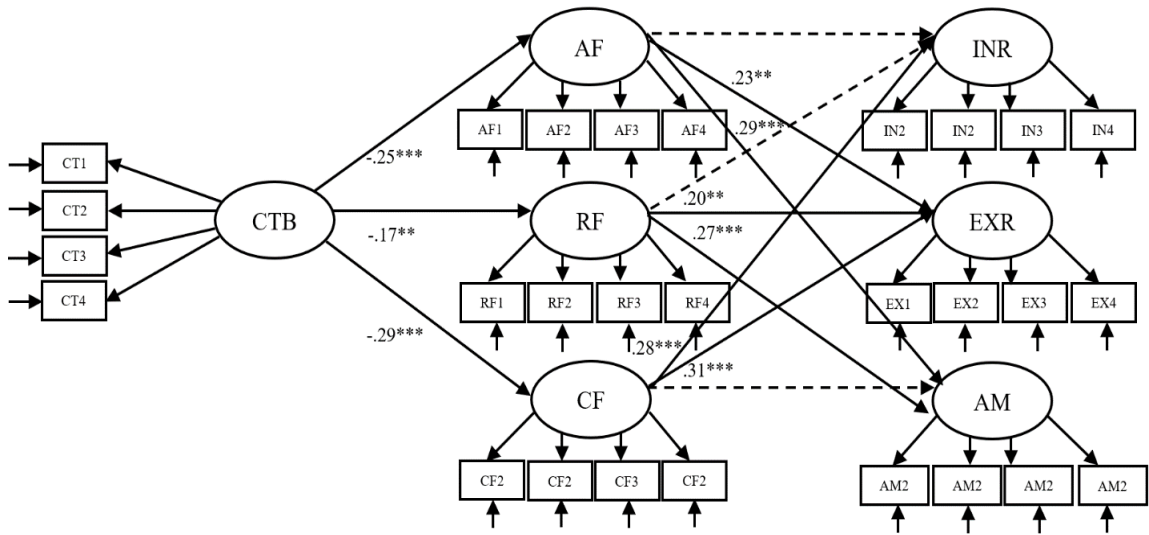 AF
INR
.23**
AF1
AF2
AF3
AF4
.29***
IN2
IN2
IN3
IN4
-.25***
CT1
CT2
CT3
CT4
CTB
RF
.20**
EXR
-.17**
.27***
RF1
RF2
RF3
RF4
EX1
EX2
EX3
EX4
-.29***
.28***
.31***
CF
AM
CF2
CF2
CF3
CF2
AM2
AM2
AM2
AM2